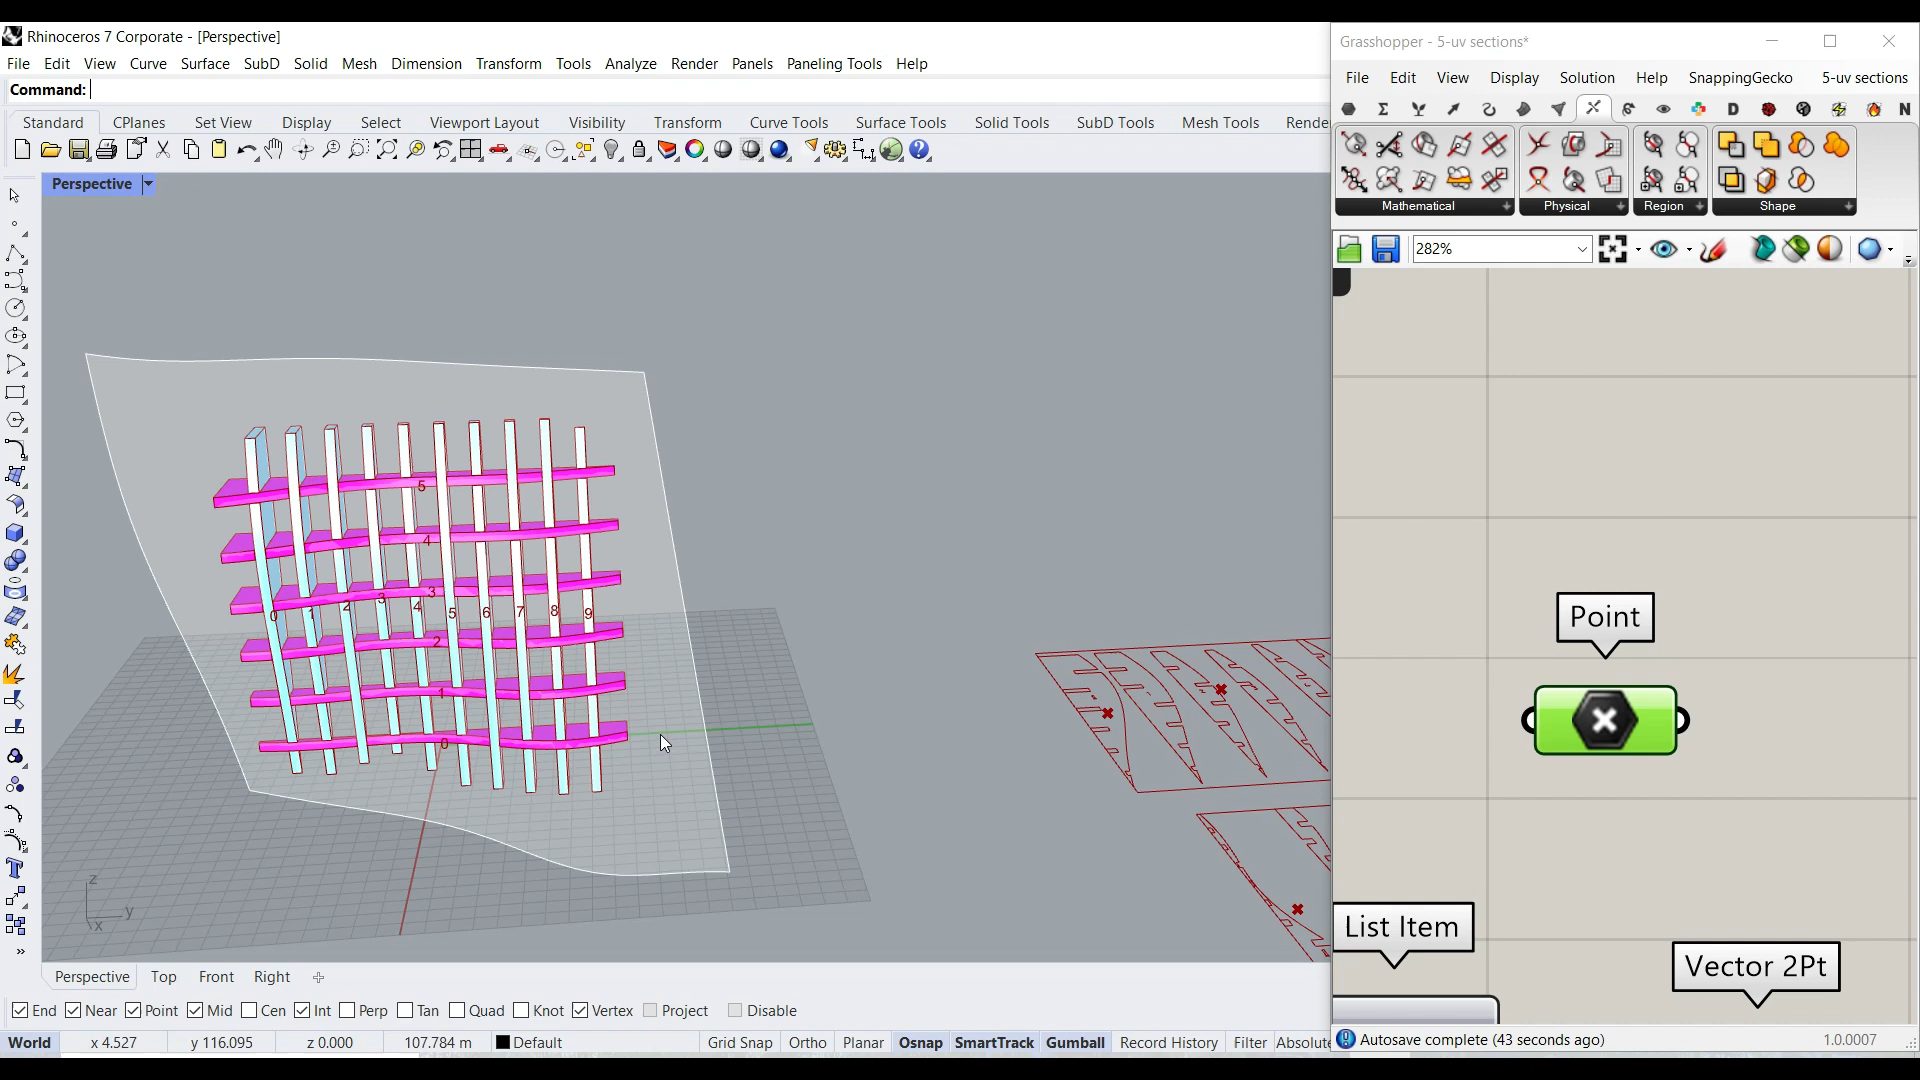 Rhinoceros 7 Corporate - [Perspective]
File Edit View Curve Surface SubD Solid Mesh Dimension Transform Tools Analyze Render Panels Paneling Tools Help
Command:
Standard CPlanes Set View Display Select Viewport Layout Visibility Transform Curve Tools Surface Tools Solid Tools SubD Tools Mesh Tools Rende
Perspective
5
4
3
0 1 2 3 4 5 6 7 8 9
2
1
0
z
y
x
Perspective Top Front Right
End Near Point Mid Cen Int Perp Tan Quad Knot Vertex Project Disable
World x 4.527 y 116.095 z 0.000 107.784 m Default Grid Snap Ortho Planar Osnap SmartTrack Gumball Record History Filter Absolute
Grasshopper - 5-uv sections*
File Edit View Display Solution Help SnappingGecko 5-uv sections
D N
Mathematical Physical Region Shape
282%
Point
List Item
Vector 2Pt
Autosave complete (43 seconds ago) 1.0.0007